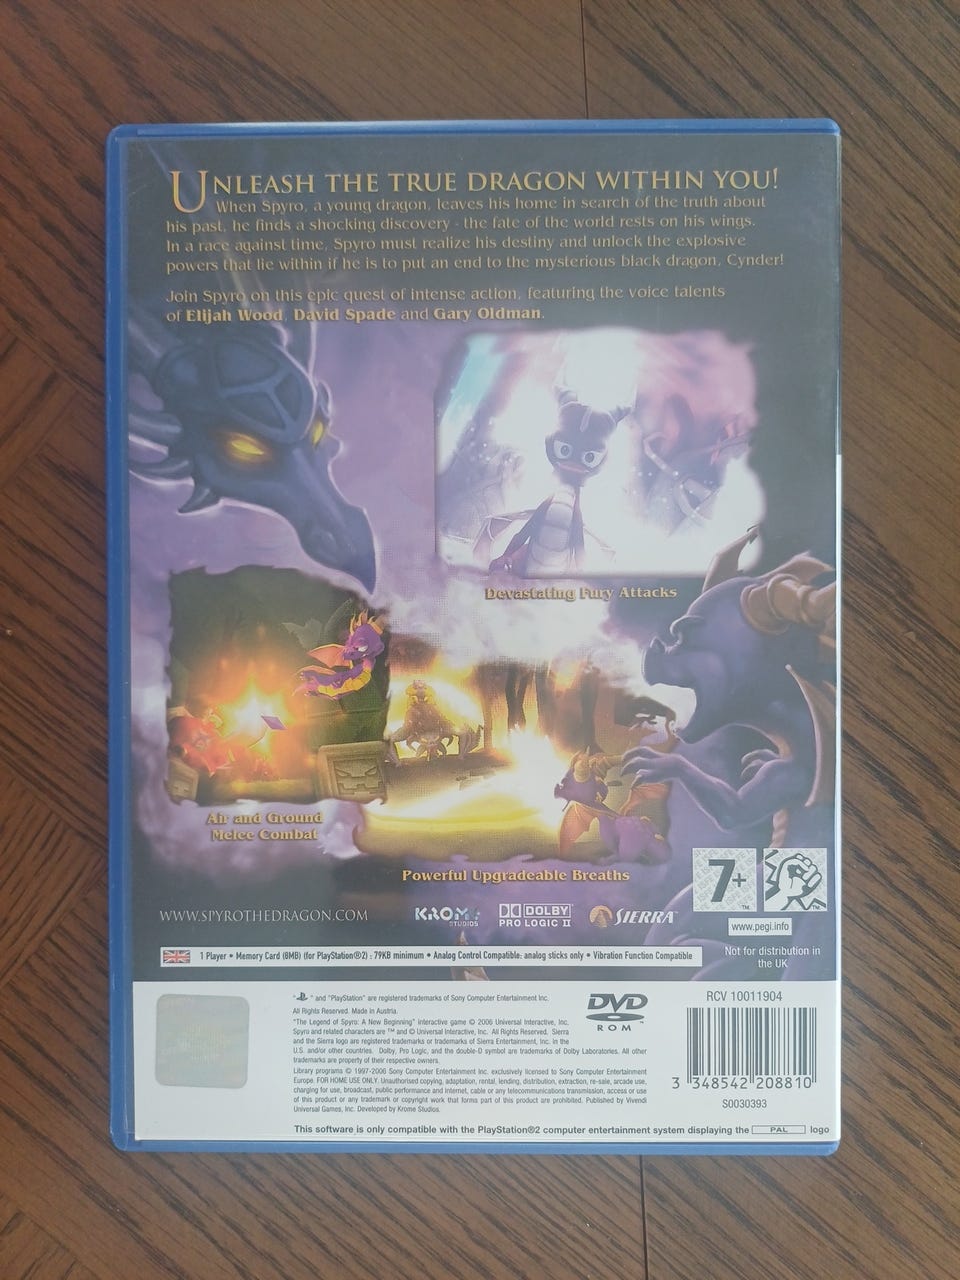 UNLEASH THE TRUE DRAGON WITHIN YOU!
When Spyro, a young dragon, leaves his home in search of the truth about
his past, he finds a shocking discovery - the fate of the world rests on his wings.
In a race against time, Spyro must realize his destiny and unlock the explosive
powers that lie within if he is to put an end to the mysterious black dragon, Cynder!
Join Spyro on this epic quest of intense action, featuring the voice talents
of Elijah Wood, David Spade and Gary Oldman.
Devastating Fury Attacks
Air and Ground
Melee Combat
Powerful Upgradeable Breaths
7+
TM
TM
www.pegi.info
WWW.SPYROTHEDRAGON.COM
KROME
STUDIOS
DOLBY
PRO LOGIC II
SIERRA
Not for distribution in
the UK
1 Player • Memory Card (8MB) (for PlayStation®2) : 79KB minimum • Analog Control Compatible: analog sticks only • Vibration Function Compatible
" and "PlayStation" are registered trademarks of Sony Computer Entertainment Inc.
All Rights Reserved. Made in Austria.
"The Legend of Spyro: A New Beginning" interactive game © 2006 Universal Interactive, Inc.
Spyro and related characters are ™ and © Universal Interactive, Inc. All Rights Reserved. Sierra
and the Sierra logo are registered trademarks or trademarks of Sierra Entertainment, Inc. in the
U.S. and/or other countries. Dolby, Pro Logic, and the double-D symbol are trademarks of Dolby Laboratories. All other
trademarks are property of their respective owners.
Library programs © 1997-2006 Sony Computer Entertainment Inc. exclusively licensed to Sony Computer Entertainment
Europe. FOR HOME USE ONLY. Unauthorised copying, adaptation, rental, lending, distribution, extraction, re-sale, arcade use,
charging for use, broadcast, public performance and internet, cable or any telecommunications transmission, access or use
of this product or any trademark or copyright work that forms part of this product are prohibited. Published by Vivendi
Universal Games, Inc. Developed by Krome Studios.
DVD
ROM
RCV 10011904
3 348542 208810
S0030393
This software is only compatible with the PlayStation®2 computer entertainment system displaying the PAL logo